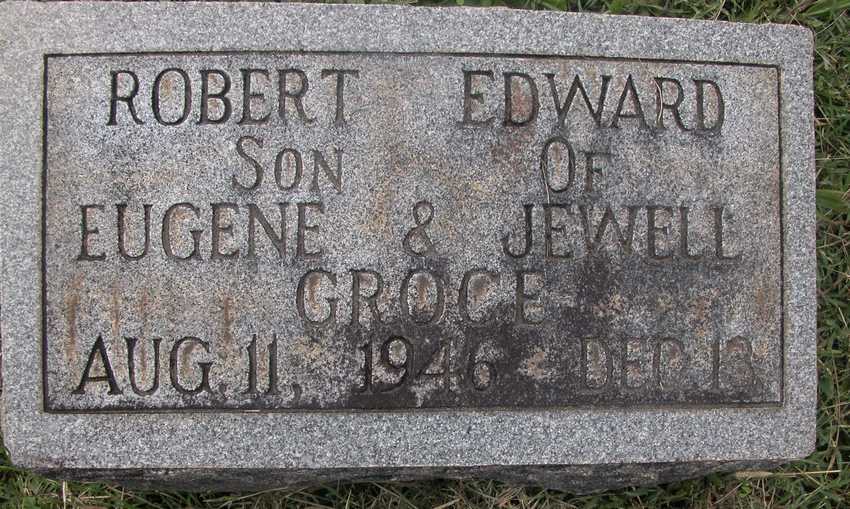 ROBERT EDWARD
SON OF
EUGENE & JEWELL
GROCE
AUG. 11, 1946 - DEC. 13,